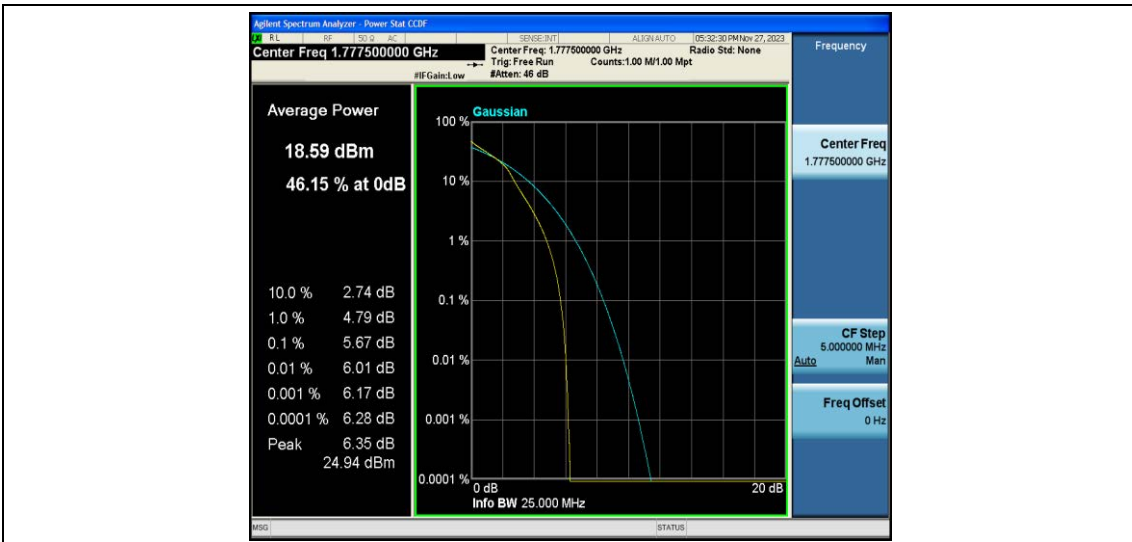 Agilent Spectrum Analyzer - Power Stat CCDF
LXI RL RF 50 Ω AC SENSE:INT ALIGN AUTO 05:32:30 PM Nov 27, 2023
Center Freq 1.777500000 GHz
Center Freq: 1.777500000 GHz Radio Std: None
Trig: Free Run Counts:1.00 M/1.00 Mpt
#IFGain:Low #Atten: 46 dB
Frequency
Average Power
18.59 dBm
46.15 % at 0dB
10.0 % 2.74 dB
1.0 % 4.79 dB
0.1 % 5.67 dB
0.01 % 6.01 dB
0.001 % 6.17 dB
0.0001 % 6.28 dB
Peak 6.35 dB
24.94 dBm
Gaussian
100 %
10 %
1 %
0.1 %
0.01 %
0.001 %
0.0001 %
0 dB 20 dB
Info BW 25.000 MHz
Center Freq
1.777500000 GHz
CF Step
5.000000 MHz
Auto Man
Freq Offset
0 Hz
MSG STATUS